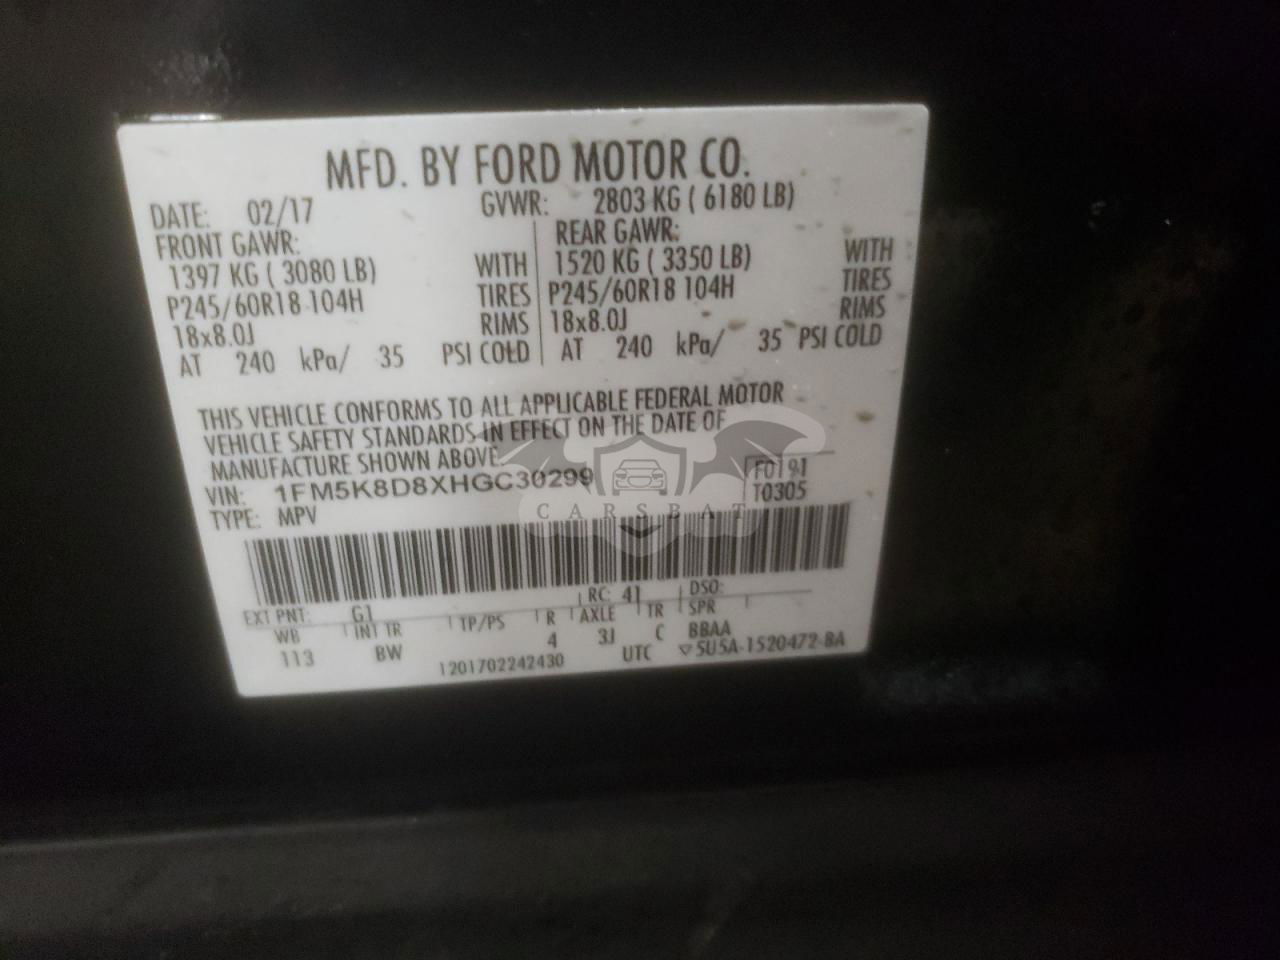 MFD. BY FORD MOTOR CO.
DATE: 02/17 GVWR: 2803 KG ( 6180 LB)
FRONT GAWR: REAR GAWR:
1397 KG ( 3080 LB) WITH 1520 KG ( 3350 LB) WITH
P245/60R18 104H TIRES P245/60R18 104H TIRES
18x8.0J RIMS 18x8.0J RIMS
AT 240 kPa/ 35 PSI COLD AT 240 kPa/ 35 PSI COLD
THIS VEHICLE CONFORMS TO ALL APPLICABLE FEDERAL MOTOR
VEHICLE SAFETY STANDARDS IN EFFECT ON THE DATE OF
MANUFACTURE SHOWN ABOVE.
VIN: 1FM5K8D8XHGC30299 F0191
TYPE: MPV T0305
CARSBAT
EXT PNT: G1 RC: 41 DSO:
WB INT TR TP/PS R AXLE TR SPR
113 BW 4 3J C BBAA
1201702242430 UTC ▽5U5A-1520472-BA